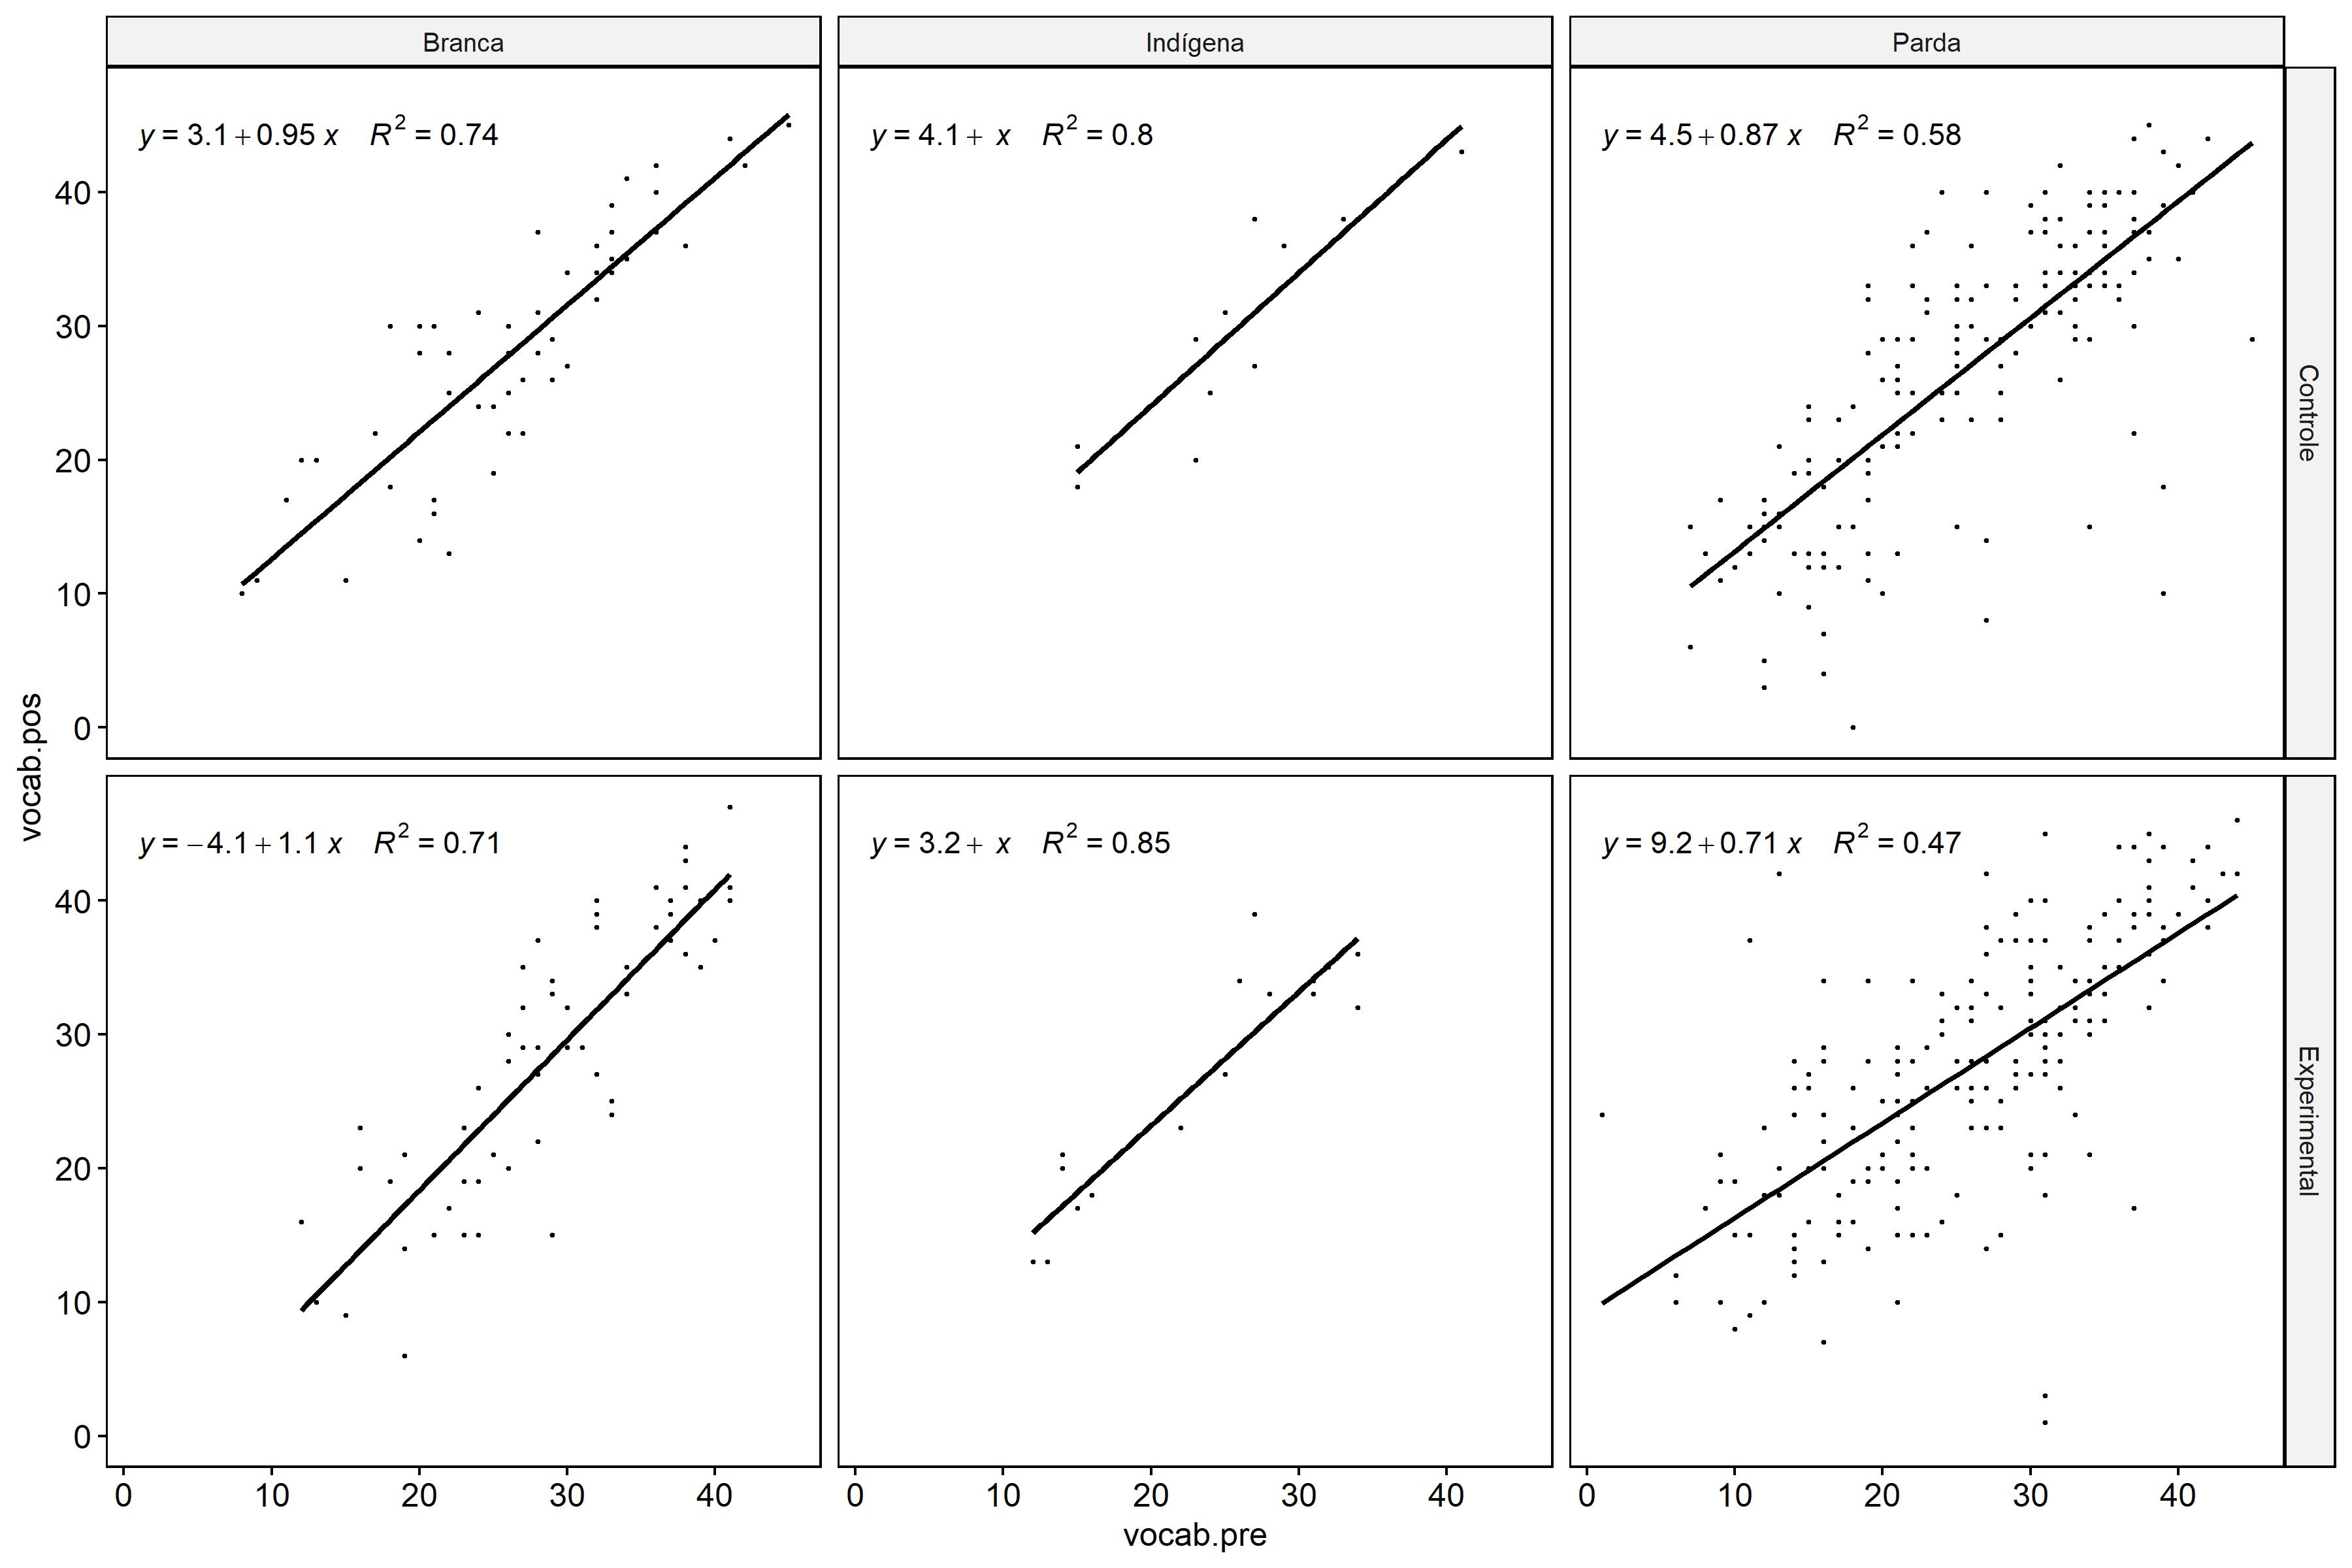 Branca
Indígena
Parda
y = 3.1 + 0.95 x R² = 0.74
y = 4.1 + x R² = 0.8
y = 4.5 + 0.87 x R² = 0.58
40
30
20
10
0
Controle
vocab.pos
y = −4.1 + 1.1 x R² = 0.71
y = 3.2 + x R² = 0.85
y = 9.2 + 0.71 x R² = 0.47
40
30
20
10
0
Experimental
0 10 20 30 40
0 10 20 30 40
0 10 20 30 40
vocab.pre